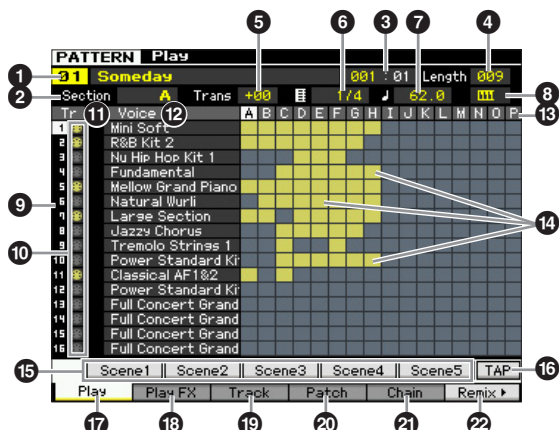 5 6 3 7 4
PATTERN Play
1 01 Someday 001 : 01 Length 009
2 Section A Trans +00 1/4 62.0 8
Tr 11 Voice 12 A B C D E F G H I J K L M N O P 13
1 Mini Soft
2 R&B Kit 2
3 Nu Hip Hop Kit 1
4 Fundamental
5 Mellow Grand Piano
9 6 Natural Wurli
7 Large Section 14
8 Jazzy Chorus
10 9 Tremolo Strings 1
10 Power Standard Ki
11 Classical AF1&2
12 Power Standard Ki
13 Full Concert Grand
14 Full Concert Grand
15 Full Concert Grand
16 Full Concert Grand
15 Scene1 Scene2 Scene3 Scene4 Scene5 TAP 16
Play Play FX Track Patch Chain Remix
17 18 19 20 21 22